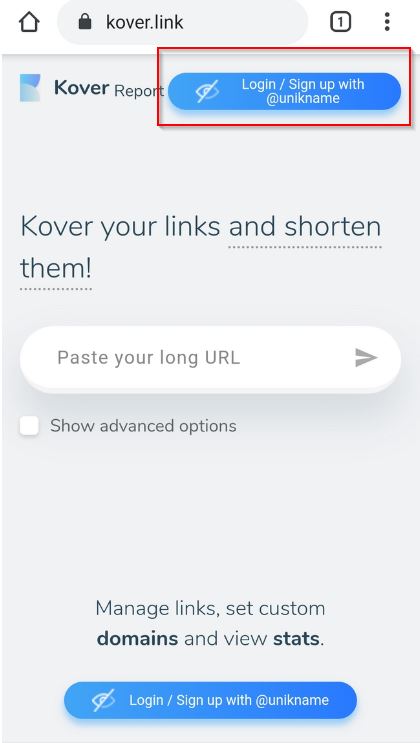 kover.link 1
Kover Report Login / Sign up with
@unikname
Kover your links and shorten
them!
Paste your long URL
Show advanced options
Manage links, set custom
domains and view stats.
Login / Sign up with @unikname